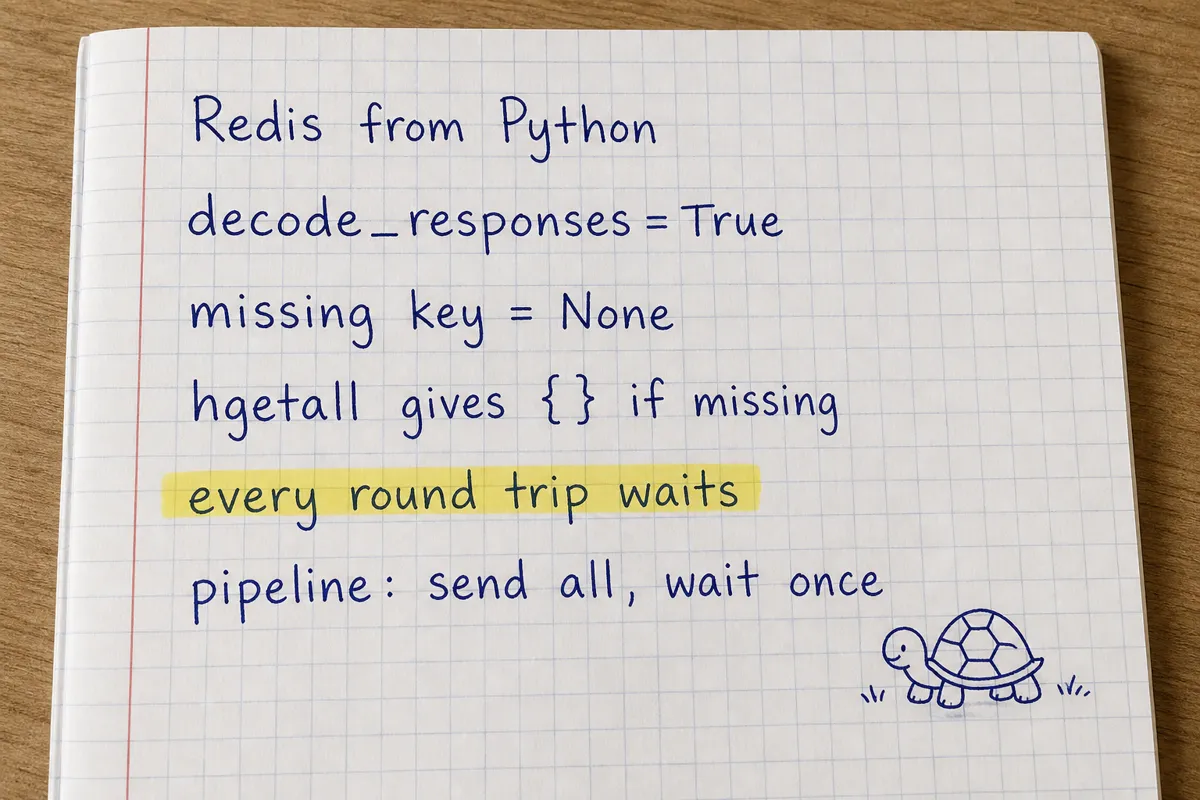 Redis from Python
decode_responses = True
missing key = None
hgetall gives {} if missing
every round trip waits
pipeline: send all, wait once